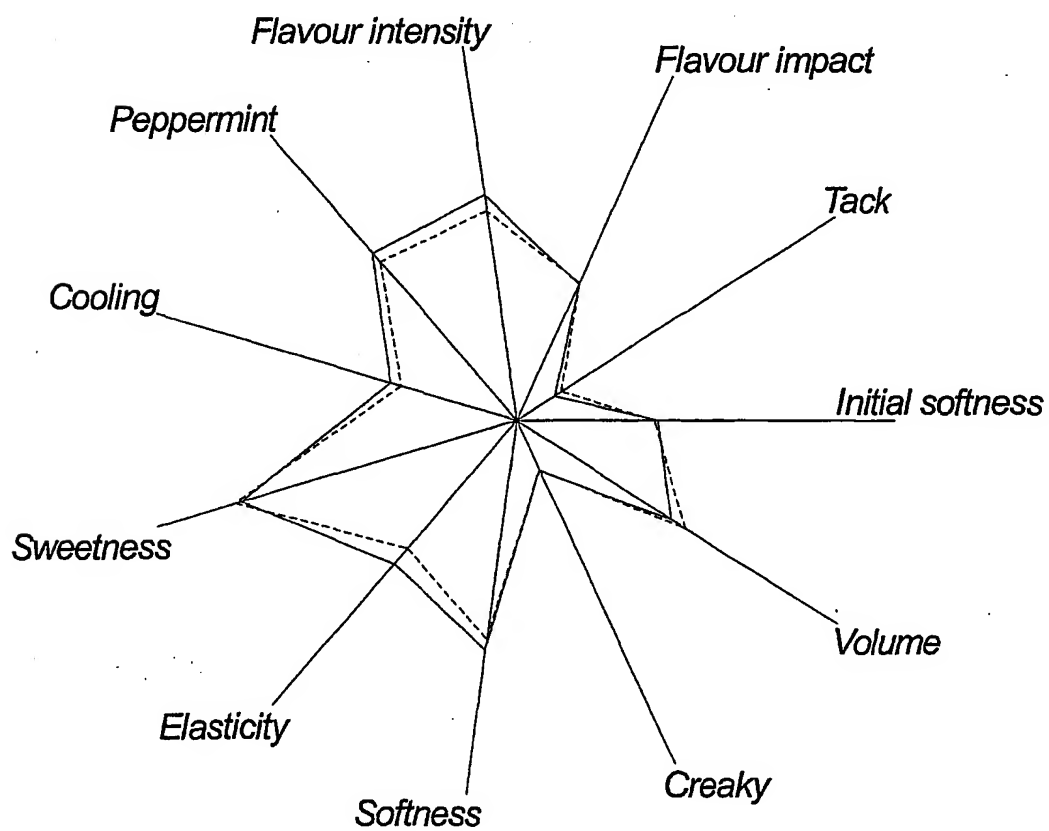 Flavour intensity
Flavour impact
Peppermint
Tack
Cooling
Initial softness
Sweetness
Volume
Elasticity
Creaky
Softness